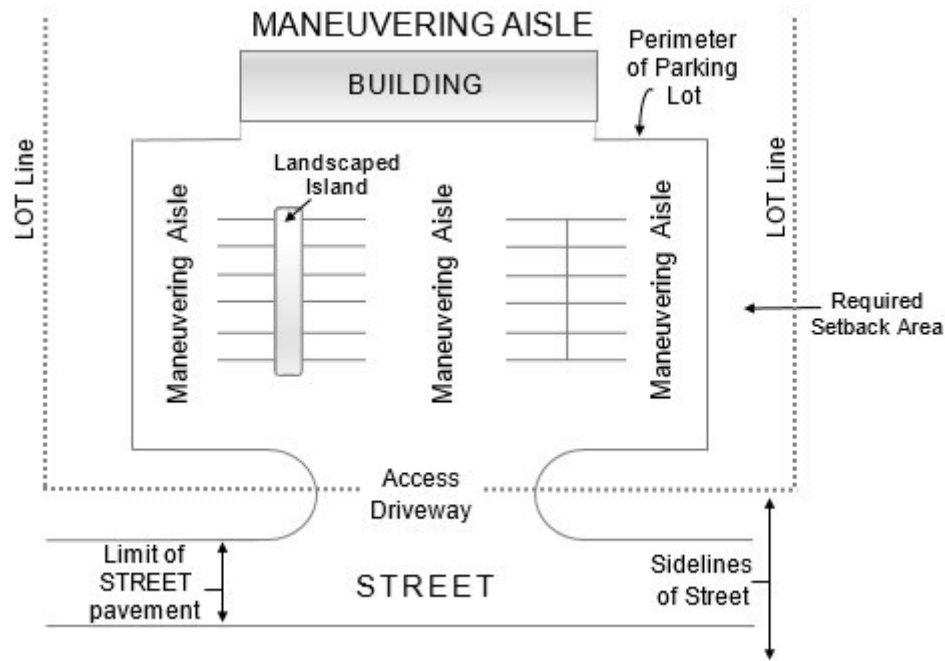 MANEUVERING AISLE
BUILDING
Perimeter
of Parking
Lot
LOT Line
Maneuvering Aisle
Landscaped
Island
Maneuvering Aisle
Maneuvering Aisle
LOT Line
Required
Setback Area
Access
Driveway
Limit of
STREET
pavement
STREET
Sidelines
of Street